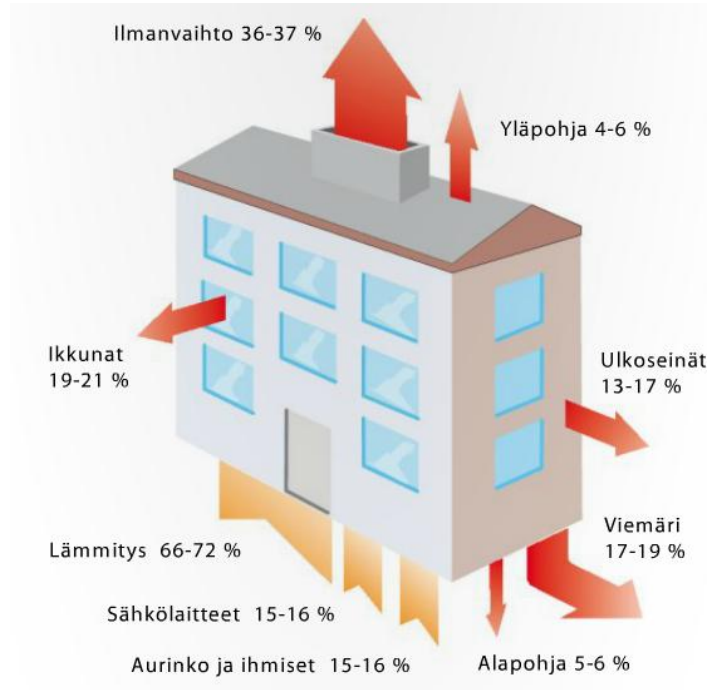 Ilmanvaihto 36-37 %
Yläpohja 4-6 %
Ikkunat
19-21 %
Ulkoseinät
13-17 %
Viemäri
17-19 %
Lämmitys 66-72 %
Sähkölaitteet 15-16 %
Aurinko ja ihmiset 15-16 %
Alapohja 5-6 %